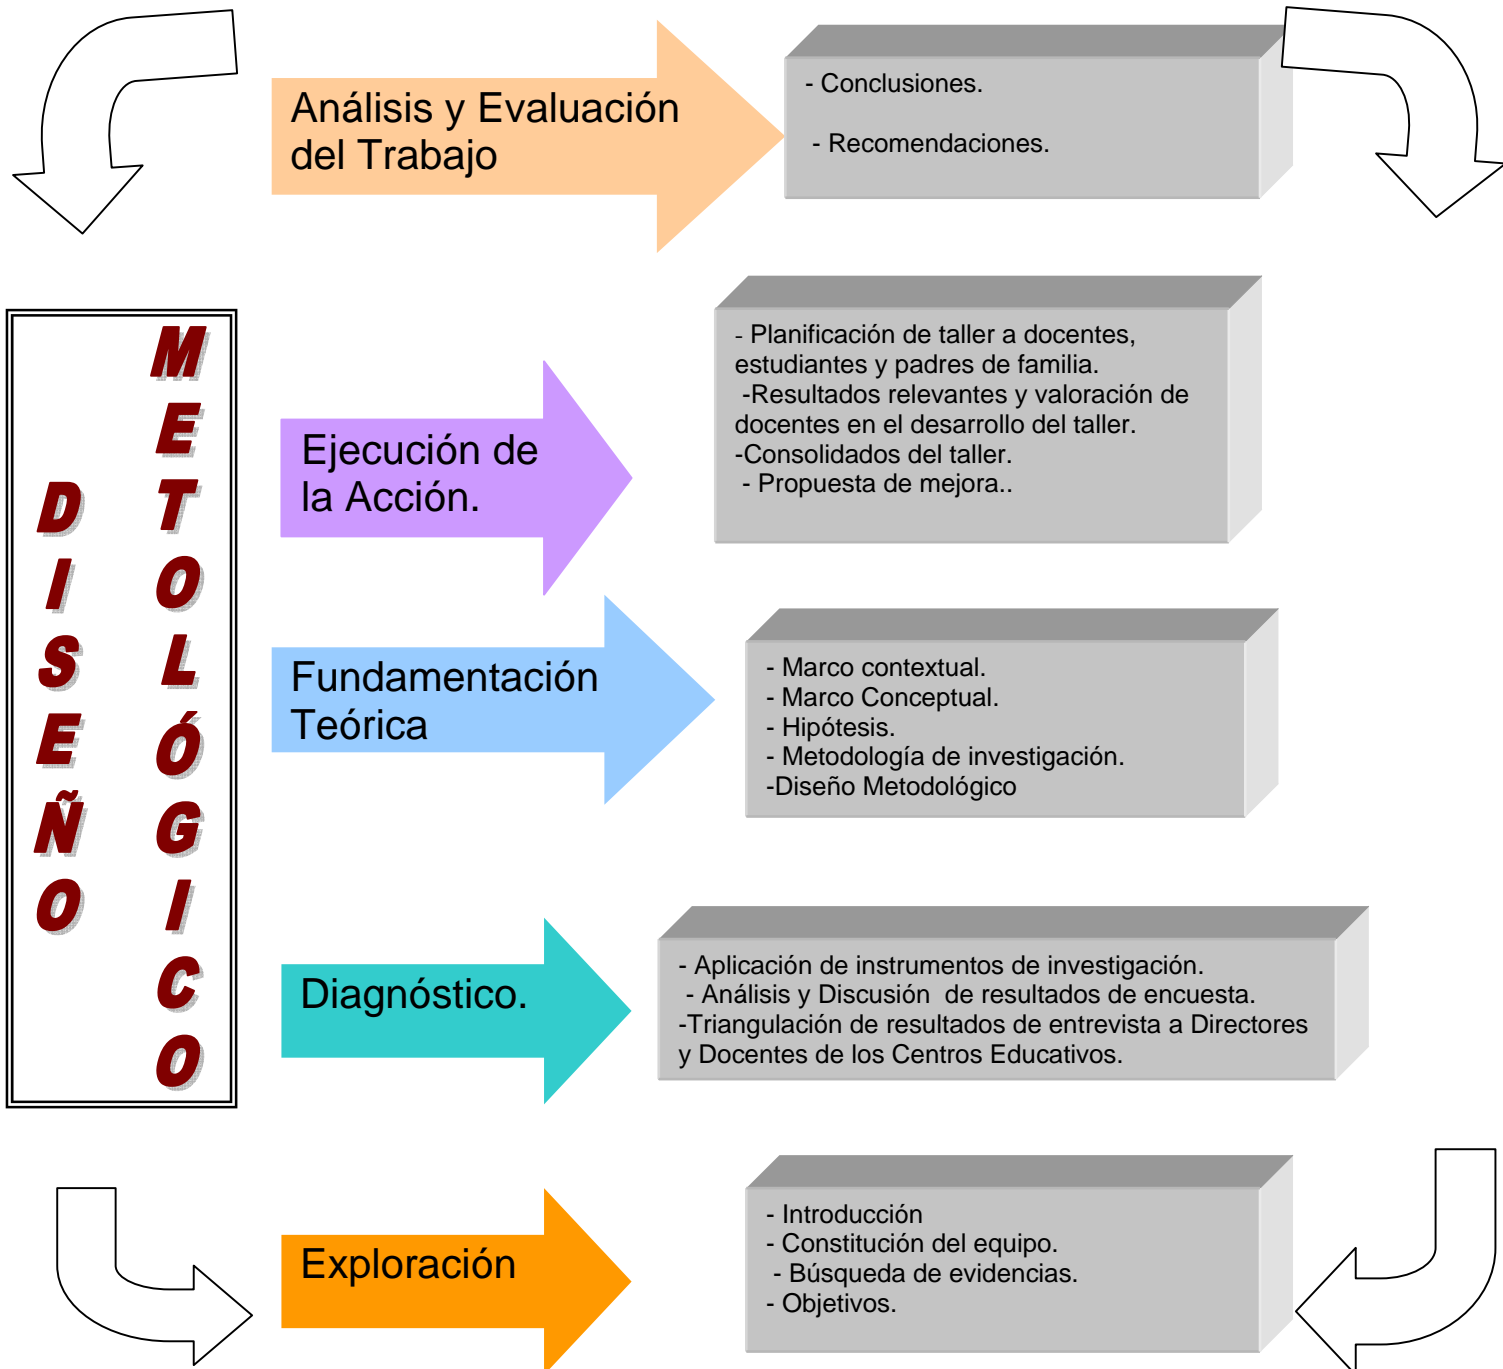 Análisis y Evaluación
del Trabajo
- Conclusiones.
- Recomendaciones.
DISEÑO
METOLÓGICO
Ejecución de
la Acción.
- Planificación de taller a docentes,
estudiantes y padres de familia.
-Resultados relevantes y valoración de
docentes en el desarrollo del taller.
-Consolidados del taller.
- Propuesta de mejora..
Fundamentación
Teórica
- Marco contextual.
- Marco Conceptual.
- Hipótesis.
- Metodología de investigación.
-Diseño Metodológico
Diagnóstico.
- Aplicación de instrumentos de investigación.
- Análisis y Discusión  de resultados de encuesta.
-Triangulación de resultados de entrevista a Directores
y Docentes de los Centros Educativos.
Exploración
- Introducción
- Constitución del equipo.
- Búsqueda de evidencias.
- Objetivos.